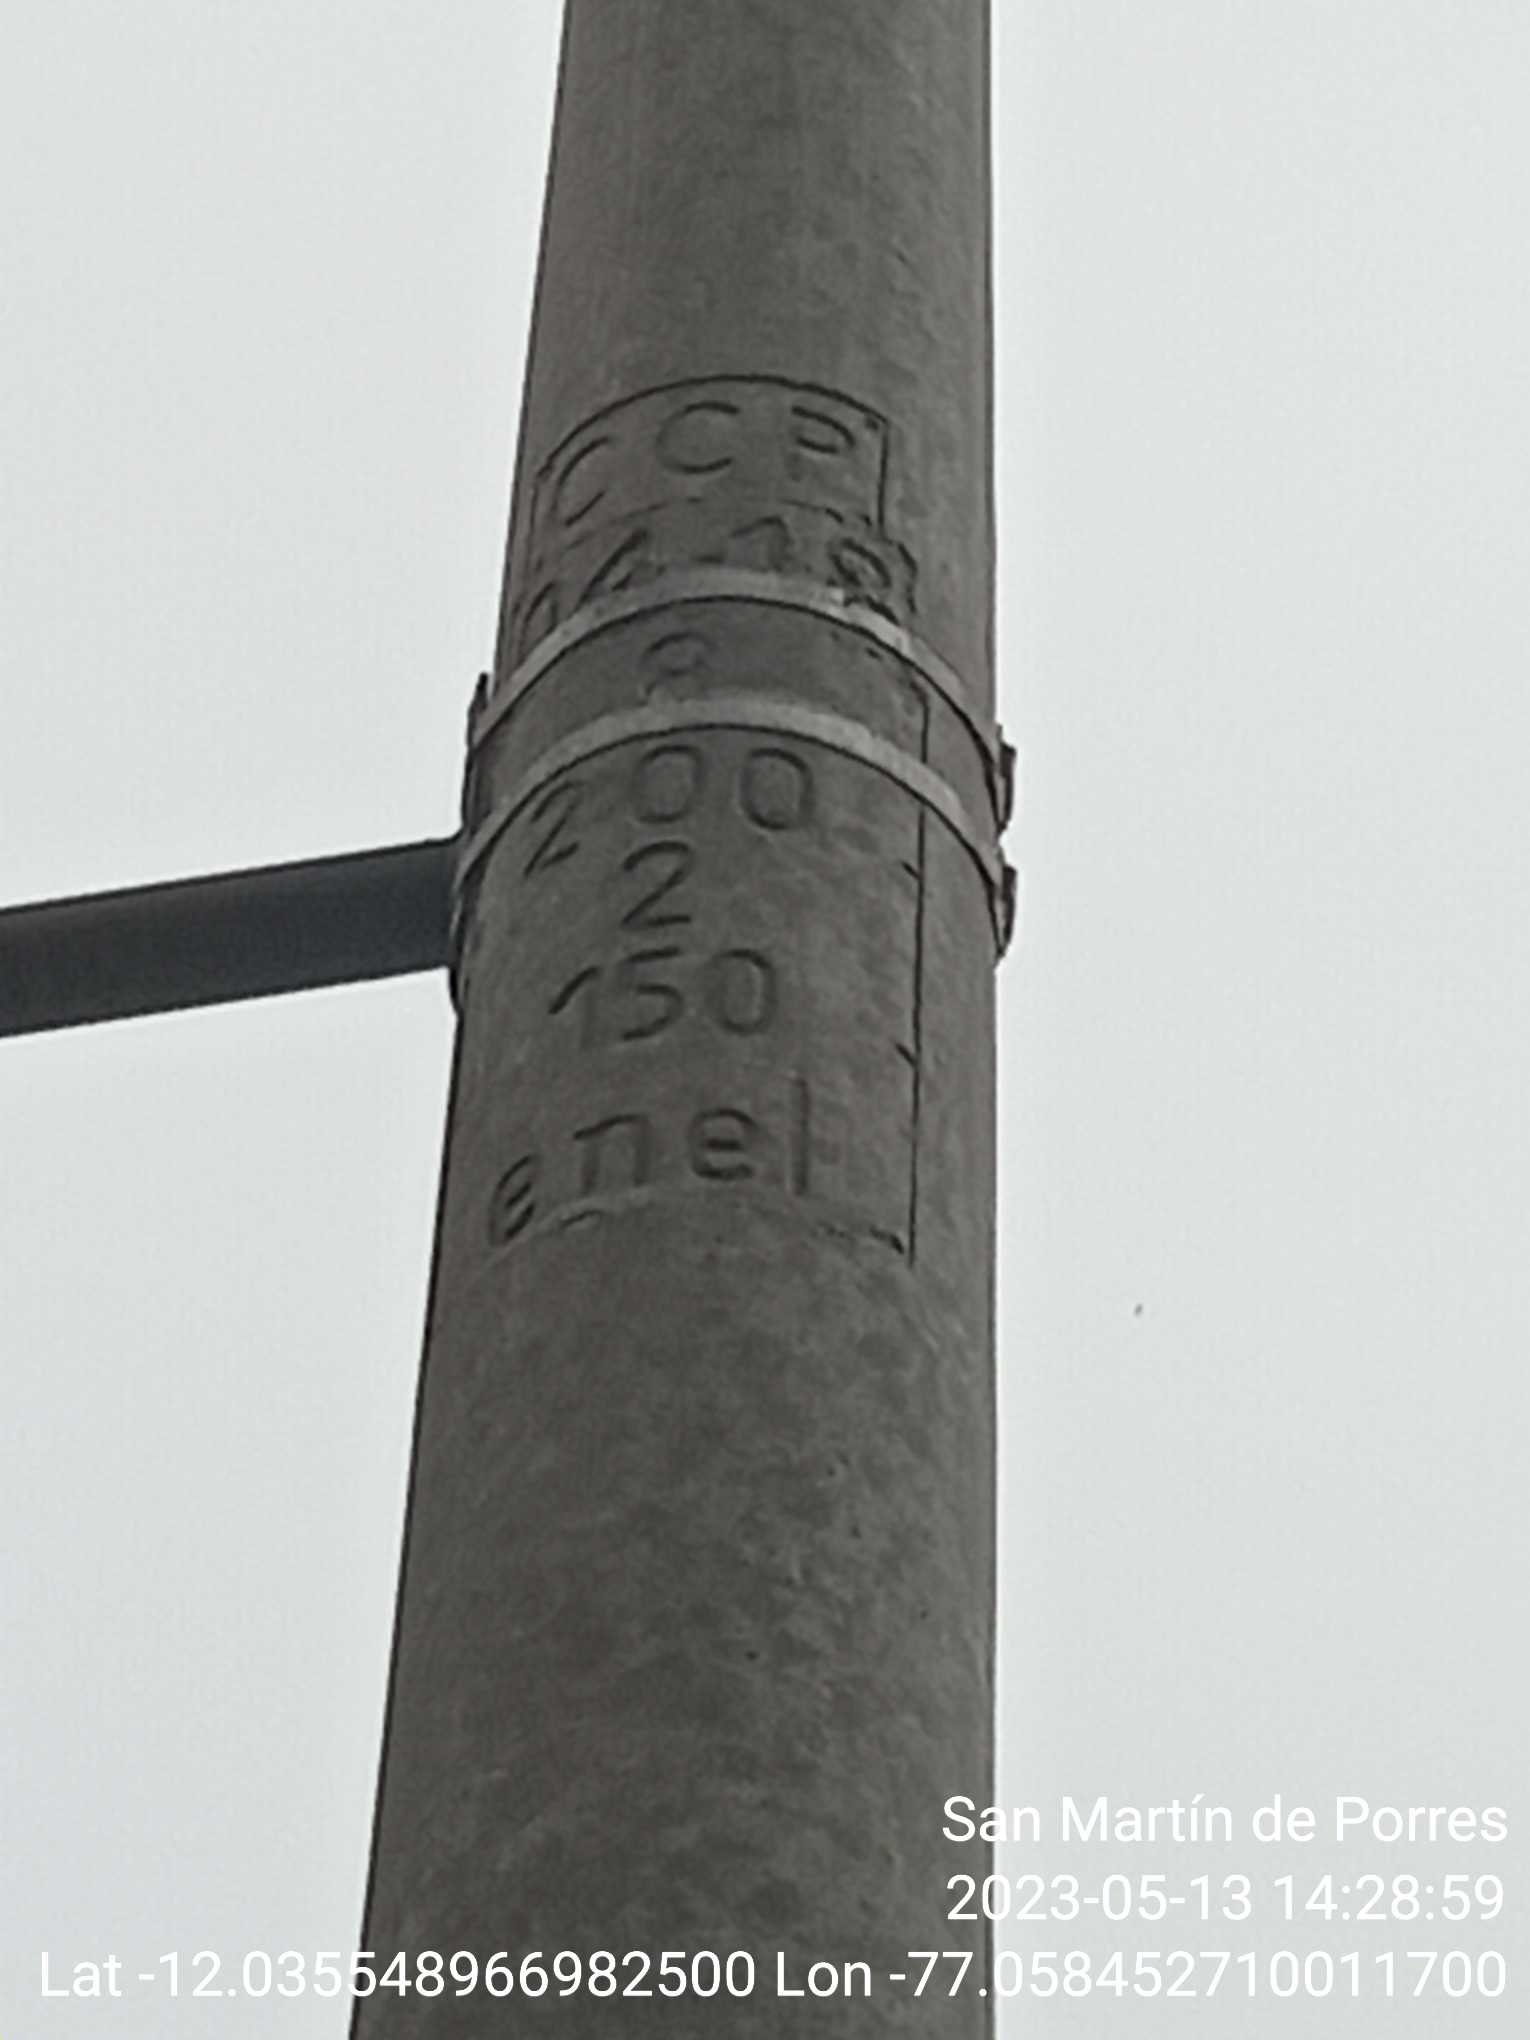 CCP
200
2
150
enel
San Martín de Porres
2023-05-13 14:28:59
Lat -12.035548966982500 Lon -77.058452710011700